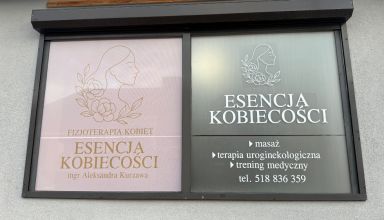 FIZJOTERAPIA KOBIET
ESENCJA
KOBIECOŚCI
mgr Aleksandra Kurzawa
ESENCJA
KOBIECOŚCI
masaż
terapia uroginekologiczna
trening medyczny
tel. 518 836 359